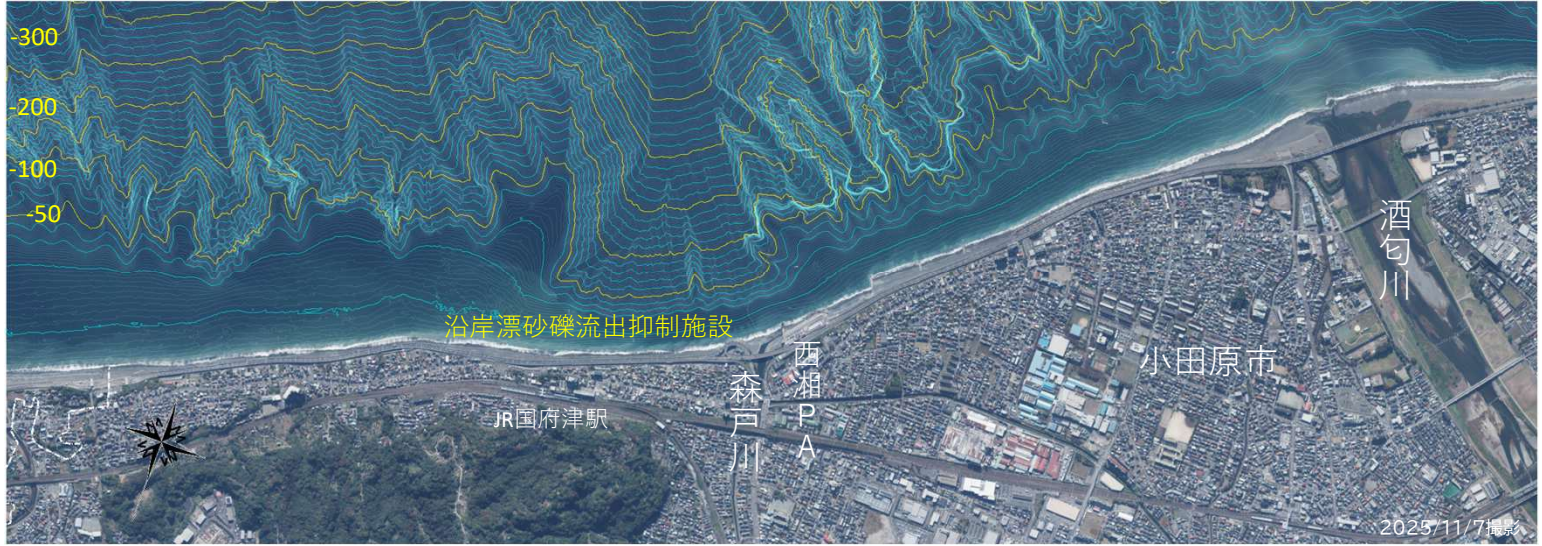 -300
-200
-100
-50
沿岸漂砂礫流出抑制施設
酒匂川
西湘PA
小田原市
森戸川
JR国府津駅
2025/11/7撮影